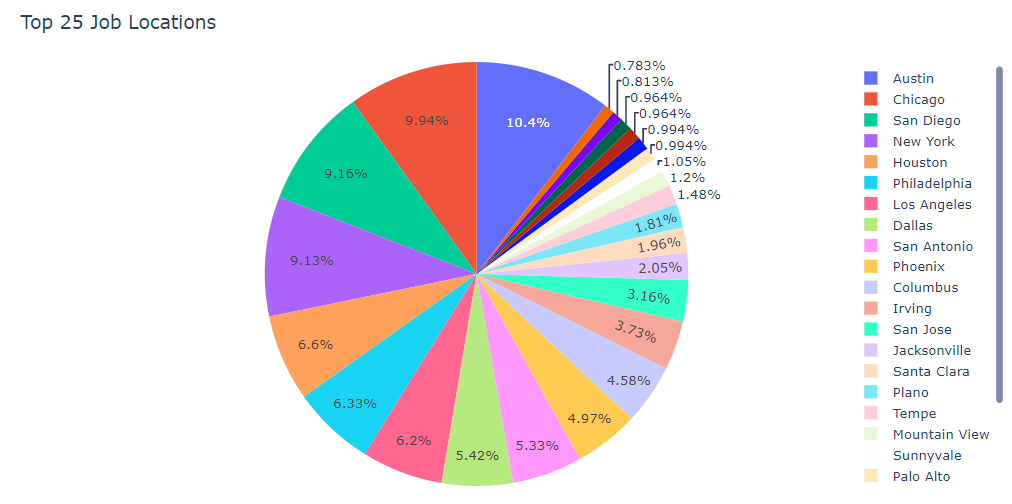 Top 25 Job Locations
10.4%
9.94%
9.16%
9.13%
6.6%
6.33%
6.2%
5.42%
5.33%
4.97%
4.58%
3.73%
3.16%
2.05%
1.96%
1.81%
1.48%
1.2%
1.05%
0.994%
0.994%
0.964%
0.964%
0.813%
0.783%
Austin
Chicago
San Diego
New York
Houston
Philadelphia
Los Angeles
Dallas
San Antonio
Phoenix
Columbus
Irving
San Jose
Jacksonville
Santa Clara
Plano
Tempe
Mountain View
Sunnyvale
Palo Alto